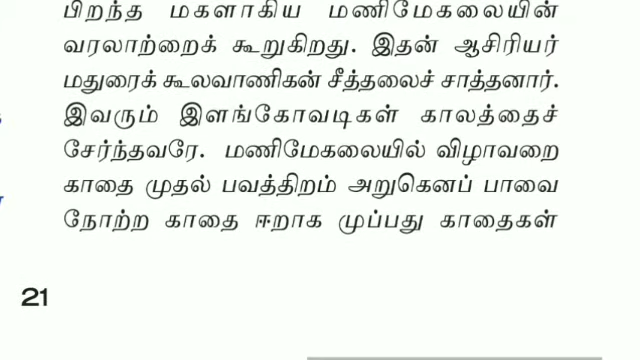 பிறந்த மகளாகிய மணிமேகலையின்
வரலாற்றைக் கூறுகிறது. இதன் ஆசிரியர்
மதுரைக் கூலவாணிகன் சீத்தலைச் சாத்தனார்.
இவரும் இளங்கோவடிகள் காலத்தைச்
சேர்ந்தவரே. மணிமேகலையில் விழாவறை
காதை முதல் பவத்திறம் அறுகெனப் பாவை
நோற்ற காதை ஈறாக முப்பது காதைகள்
21